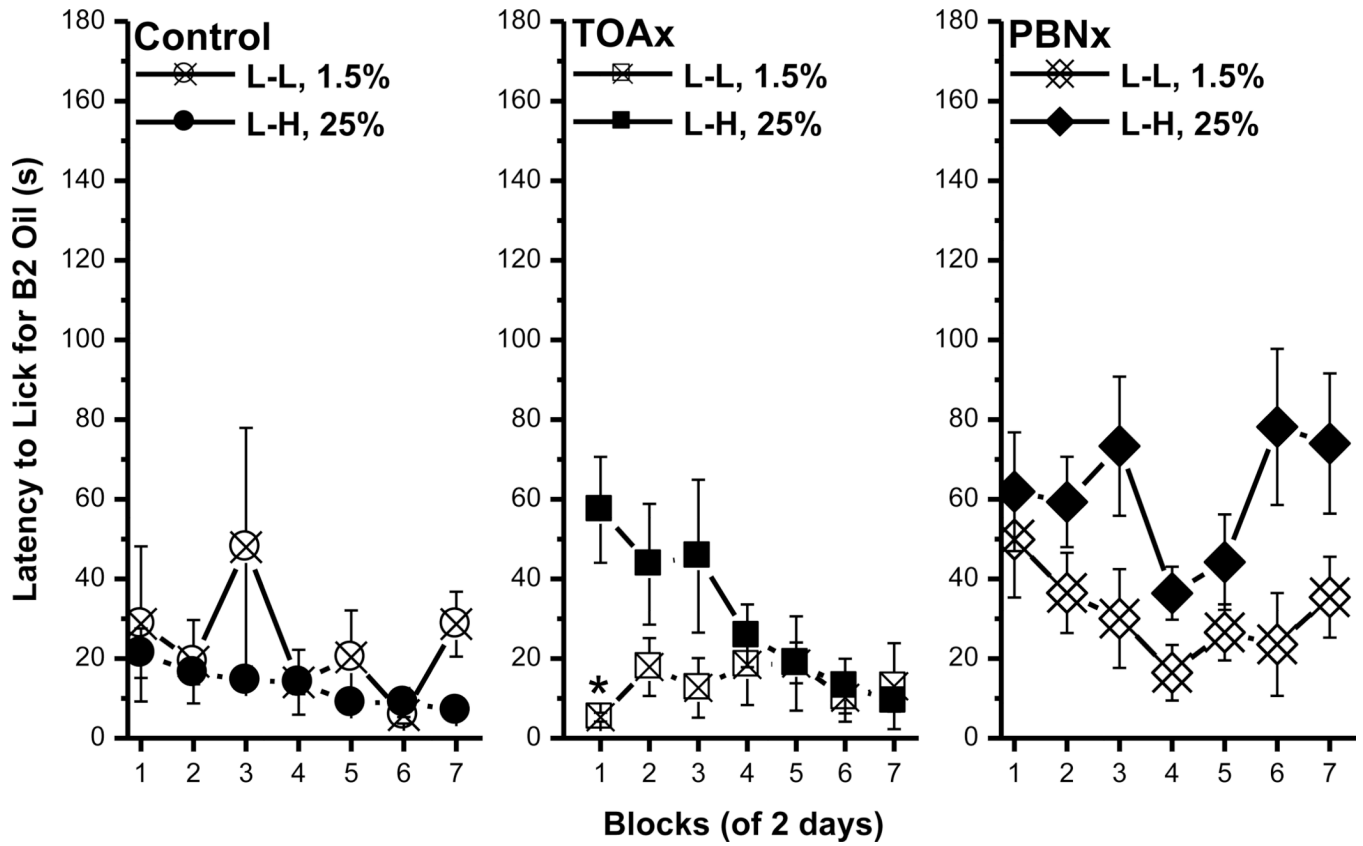 Control
L-L, 1.5%
L-H, 25%
TOAx
L-L, 1.5%
L-H, 25%
PBNx
L-L, 1.5%
L-H, 25%
Latency to Lick for B2 Oil (s)
180
160
140
120
100
80
60
40
20
0
180
160
140
120
100
80
60
40
20
0
180
160
140
120
100
80
60
40
20
0
*
1 2 3 4 5 6 7
1 2 3 4 5 6 7
1 2 3 4 5 6 7
Blocks (of 2 days)